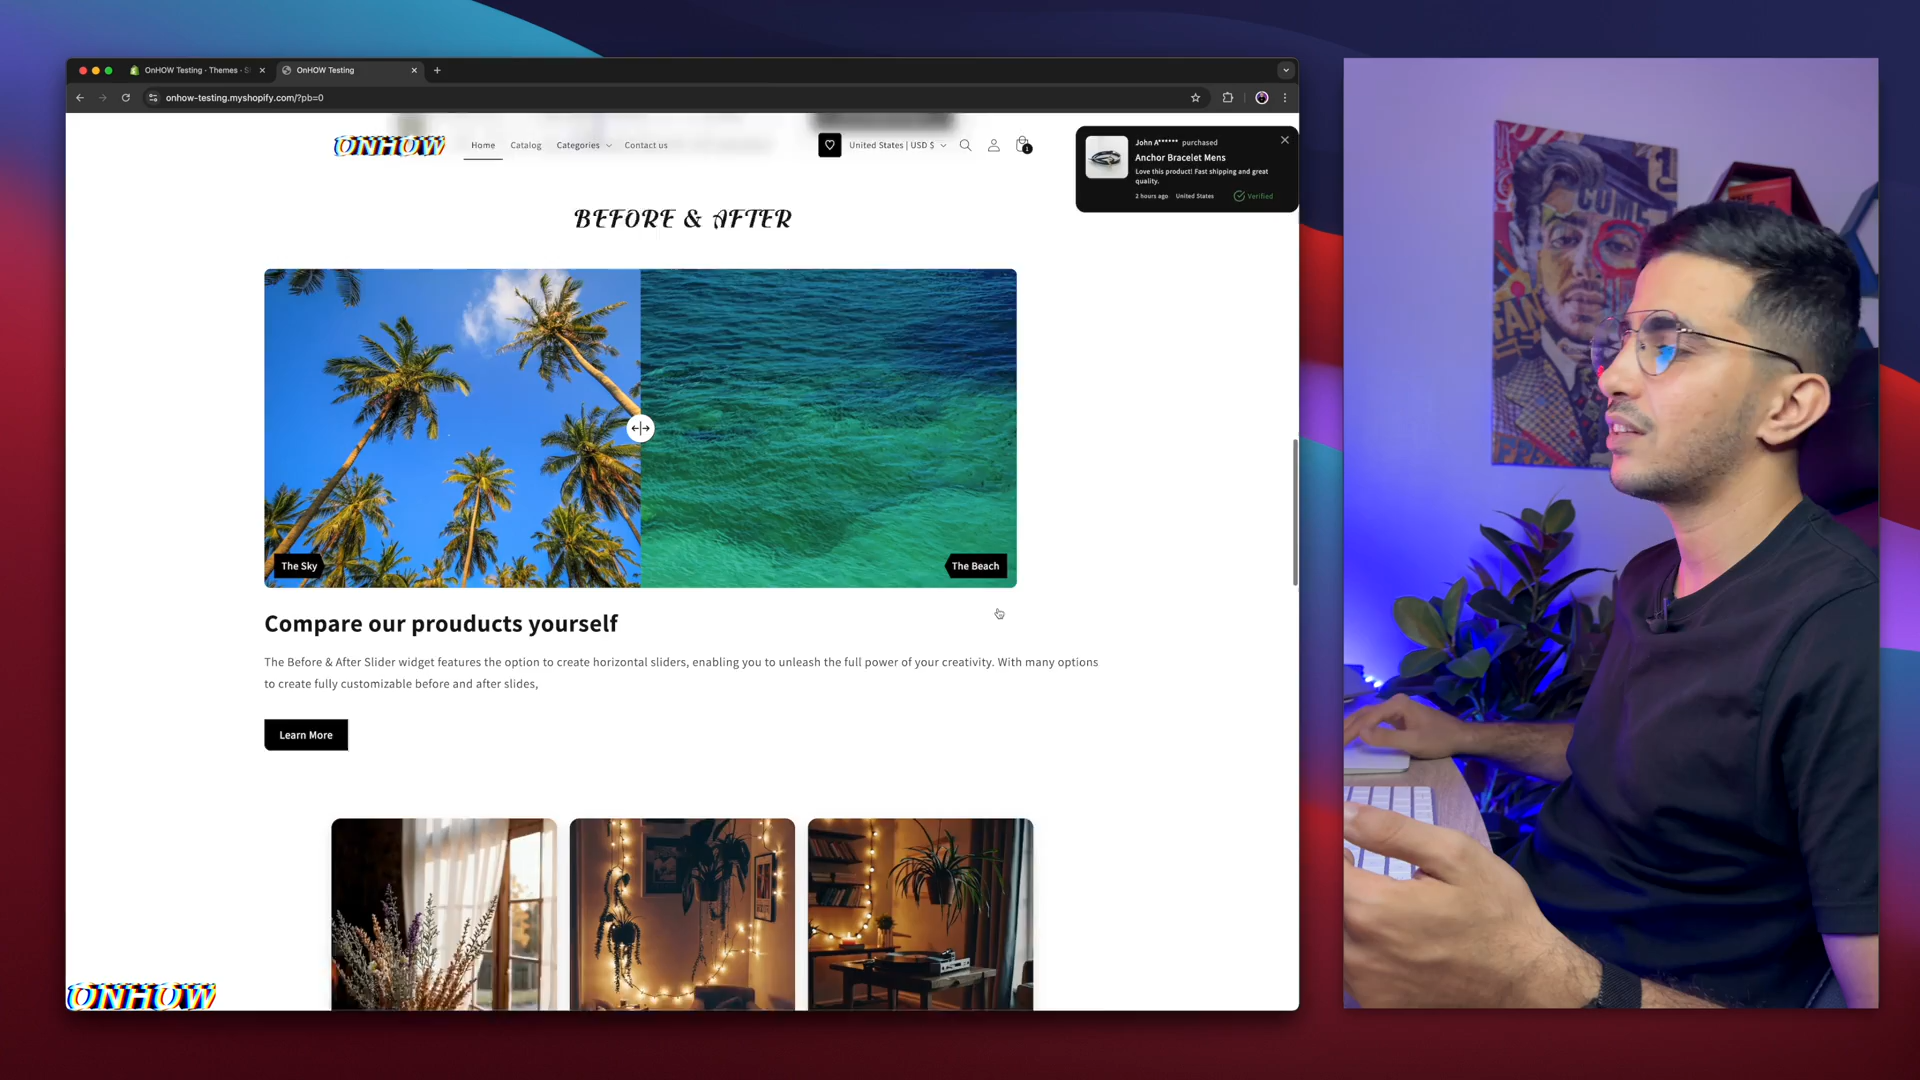 OnHOW Testing · Themes · S
OnHOW Testing
onhow-testing.myshopify.com/?pb=0
ONHOW
Home
Catalog
Categories
Contact us
United States | USD $
1
John A****** purchased
Anchor Bracelet Mens
Love this product! Fast shipping and great
quality.
2 hours ago United States Verified
BEFORE & AFTER
The Sky
The Beach
Compare our prouducts yourself
The Before & After Slider widget features the option to create horizontal sliders, enabling you to unleash the full power of your creativity. With many options
to create fully customizable before and after slides,
Learn More
ONHOW
COME
FAN
THE